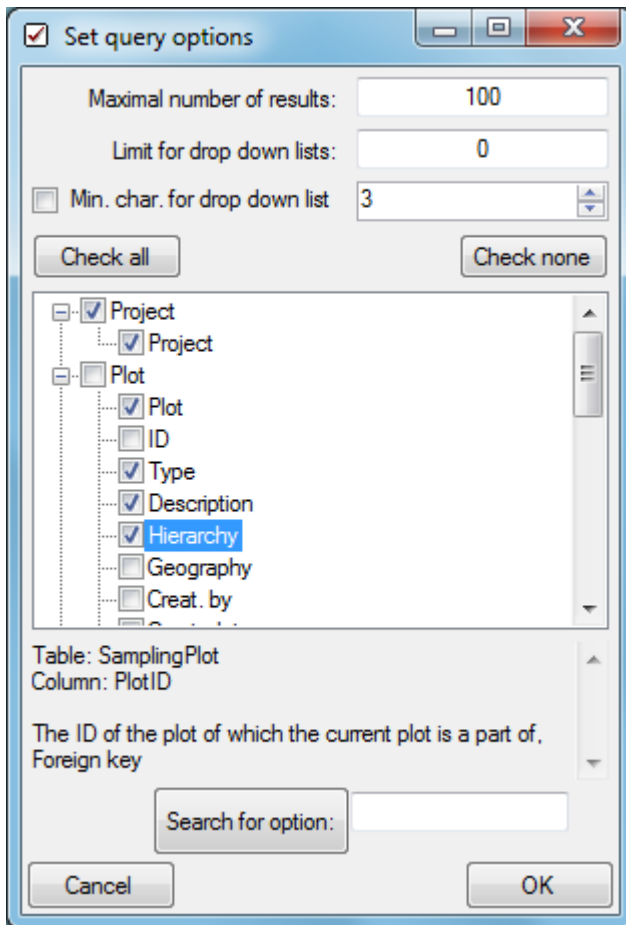 Set query options
Maximal number of results: 100
Limit for drop down lists: 0
Min. char. for drop down list 3
Check all Check none
Project
Project
Plot
Plot
ID
Type
Description
Hierarchy
Geography
Creat. by
Table: SamplingPlot
Column: PlotID
The ID of the plot of which the current plot is a part of,
Foreign key
Search for option:
Cancel OK